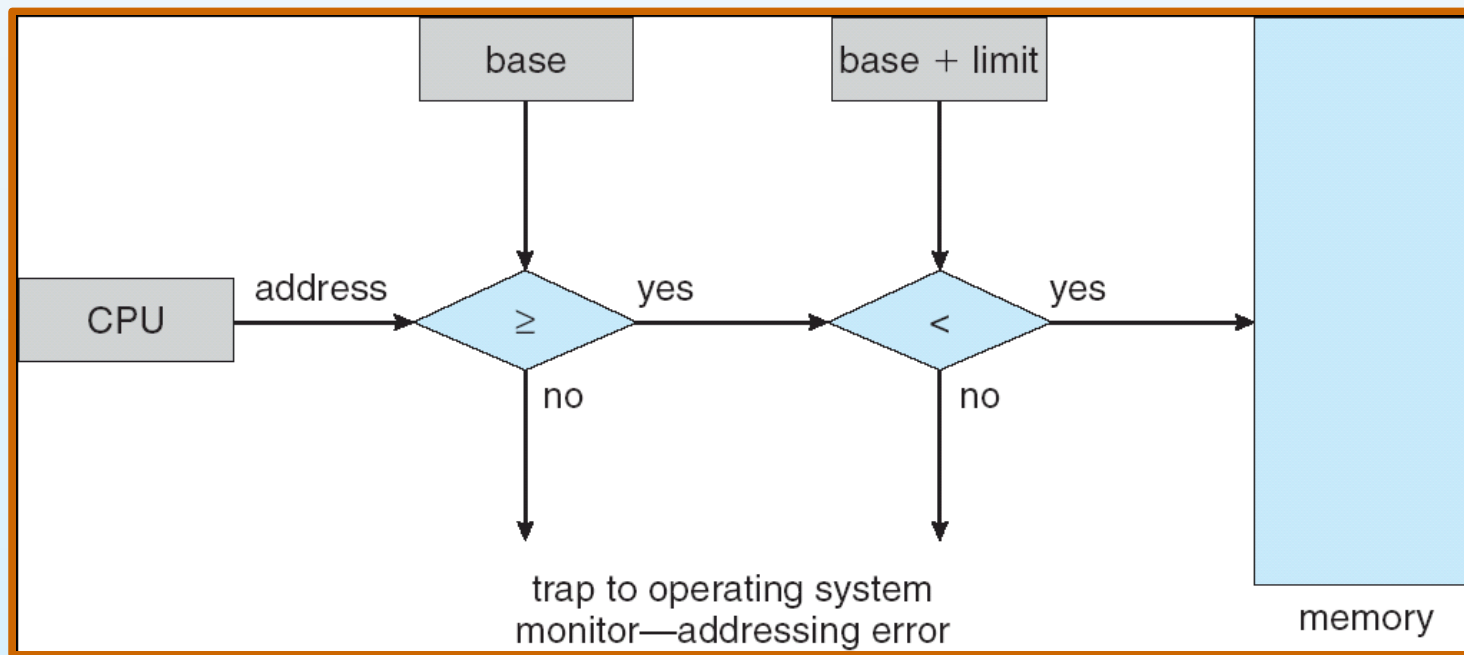 base
base + limit
CPU
address
≥
yes
<
yes
no
no
trap to operating system
monitor—addressing error
memory